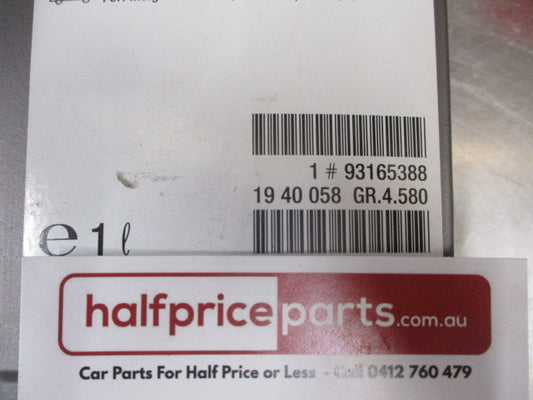 1 # 93165388
19 40 058 GR.4.580
℮ 1 ℓ
halfpriceparts.com.au
Car Parts For Half Price or Less - Call 0412 760 479